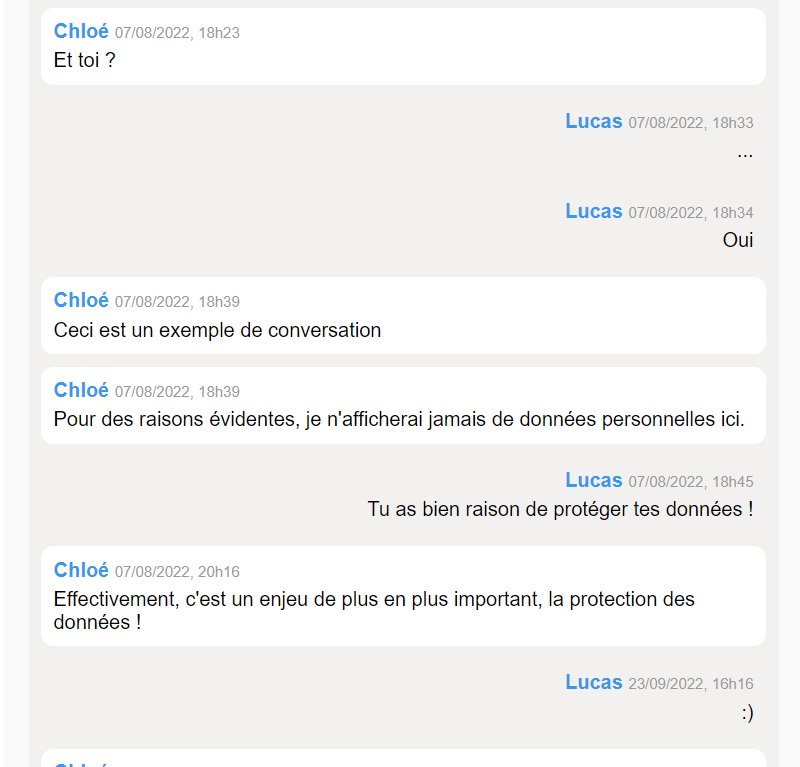 Chloé 07/08/2022, 18h23
Et toi ?
Lucas 07/08/2022, 18h33
...
Lucas 07/08/2022, 18h34
Oui
Chloé 07/08/2022, 18h39
Ceci est un exemple de conversation
Chloé 07/08/2022, 18h39
Pour des raisons évidentes, je n'afficherai jamais de données personnelles ici.
Lucas 07/08/2022, 18h45
Tu as bien raison de protéger tes données !
Chloé 07/08/2022, 20h16
Effectivement, c'est un enjeu de plus en plus important, la protection des
données !
Lucas 23/09/2022, 16h16
:)